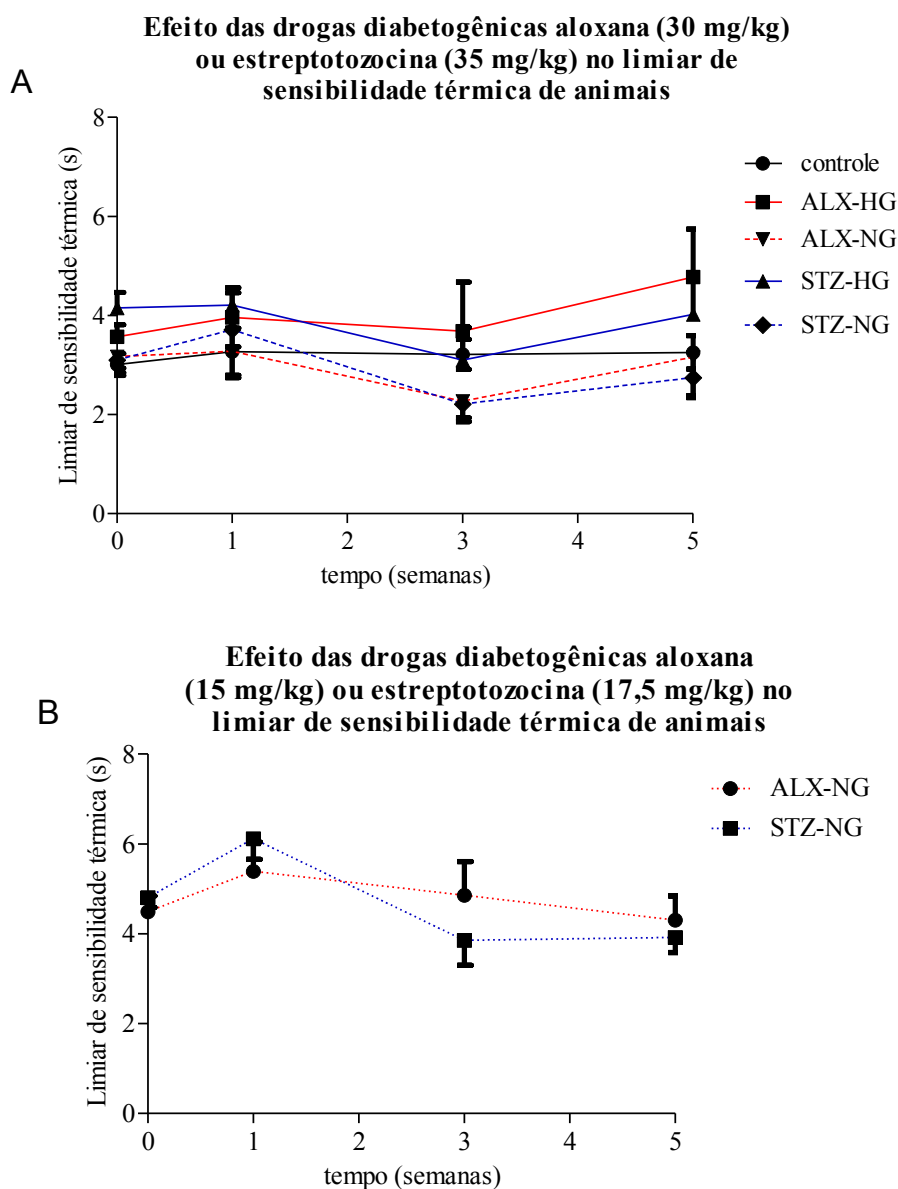 Efeito das drogas diabetogênicas aloxana (30 mg/kg)
ou estreptotozocina (35 mg/kg) no limiar de
sensibilidade térmica de animais
A
8
6
4
2
0
Limiar de sensibilidade térmica (s)
0 1 2 3 4 5
tempo (semanas)
controle
ALX-HG
ALX-NG
STZ-HG
STZ-NG
Efeito das drogas diabetogênicas aloxana
(15 mg/kg) ou estreptotozocina (17,5 mg/kg) no
limiar de sensibilidade térmica de animais
B
8
6
4
2
0
Limiar de sensibilidade térmica (s)
0 1 3 5
tempo (semanas)
ALX-NG
STZ-NG